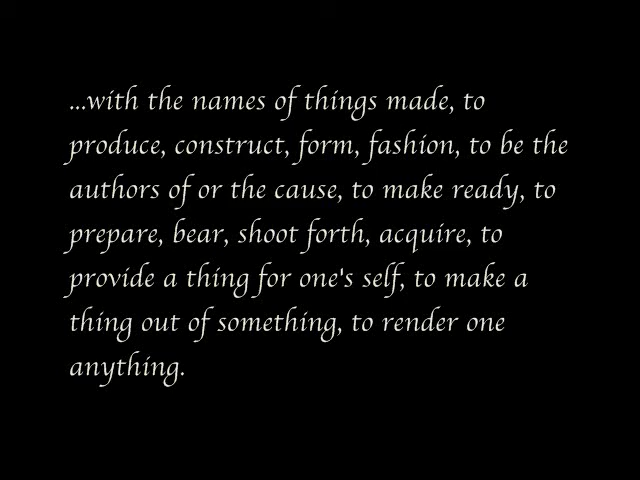 ...with the names of things made, to
produce, construct, form, fashion, to be the
authors of or the cause, to make ready, to
prepare, bear, shoot forth, acquire, to
provide a thing for one's self, to make a
thing out of something, to render one
anything.